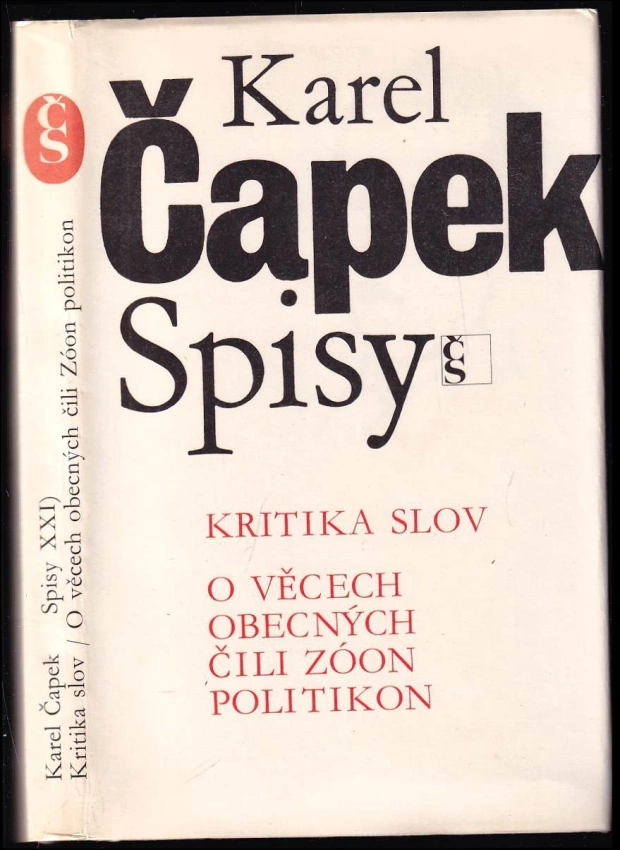 Karel
Čapek
Spisy
ČS
KRITIKA SLOV
O VĚCECH
OBECNÝCH
ČILI ZÓON
POLITIKON
ČS
Karel Čapek Spisy XXI)
Kritika slov / O věcech obecných čili Zóon politikon